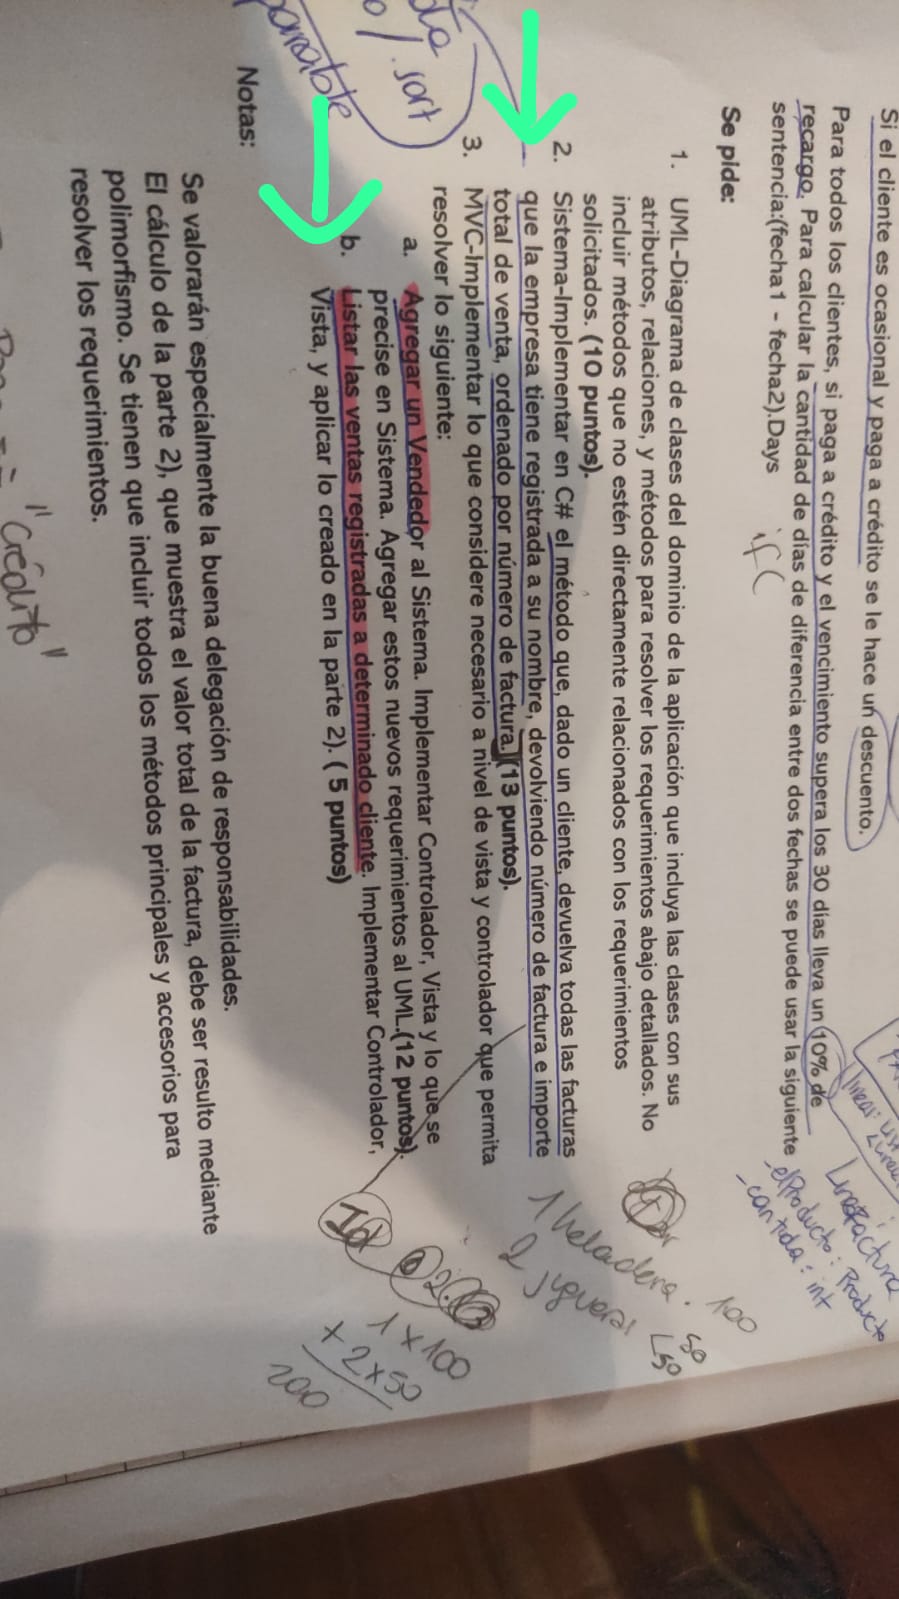 Si el cliente es ocasional y paga a crédito se le hace un descuento.
Para todos los clientes, si paga a crédito y el vencimiento supera los 30 días lleva un 10% de
recargo. Para calcular la cantidad de días de diferencia entre dos fechas se puede usar la siguiente
sentencia:(fecha1 - fecha2).Days
if (
LineaFactura
-elProducto: Producto
-cantida: int
Se pide:
1. UML-Diagrama de clases del dominio de la aplicación que incluya las clases con sus
atributos, relaciones, y métodos para resolver los requerimientos abajo detallados. No
incluir métodos que no estén directamente relacionados con los requerimientos
solicitados. (10 puntos).
2. Sistema-Implementar en C# el método que, dado un cliente, devuelva todas las facturas
que la empresa tiene registrada a su nombre, devolviendo número de factura e importe
total de venta, ordenado por número de factura. (13 puntos).
3. MVC-Implementar lo que considere necesario a nivel de vista y controlador que permita
resolver lo siguiente:
a. Agregar un Vendedor al Sistema. Implementar Controlador, Vista y lo que se
precise en Sistema. Agregar estos nuevos requerimientos al UML.(12 puntos).
b. Listar las ventas registradas a determinado cliente. Implementar Controlador,
Vista, y aplicar lo creado en la parte 2). ( 5 puntos)
1 heladera . 100
50
50
Id
1 x 100
+ 2 x 50
200
.sort
parable
Notas:
Se valorarán especialmente la buena delegación de responsabilidades.
El cálculo de la parte 2), que muestra el valor total de la factura, debe ser resulto mediante
polimorfismo. Se tienen que incluir todos los métodos principales y accesorios para
resolver los requerimientos.
"Crédito"